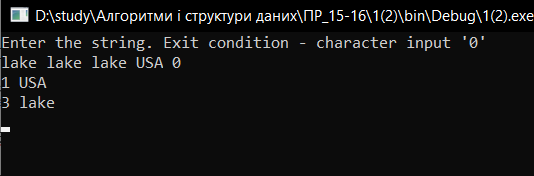 D:\study\Алгоритми і структури даних\ПР_15-16\1(2)\bin\Debug\1(2).exe
Enter the string. Exit condition - character input '0'
lake lake lake USA 0
1 USA
3 lake